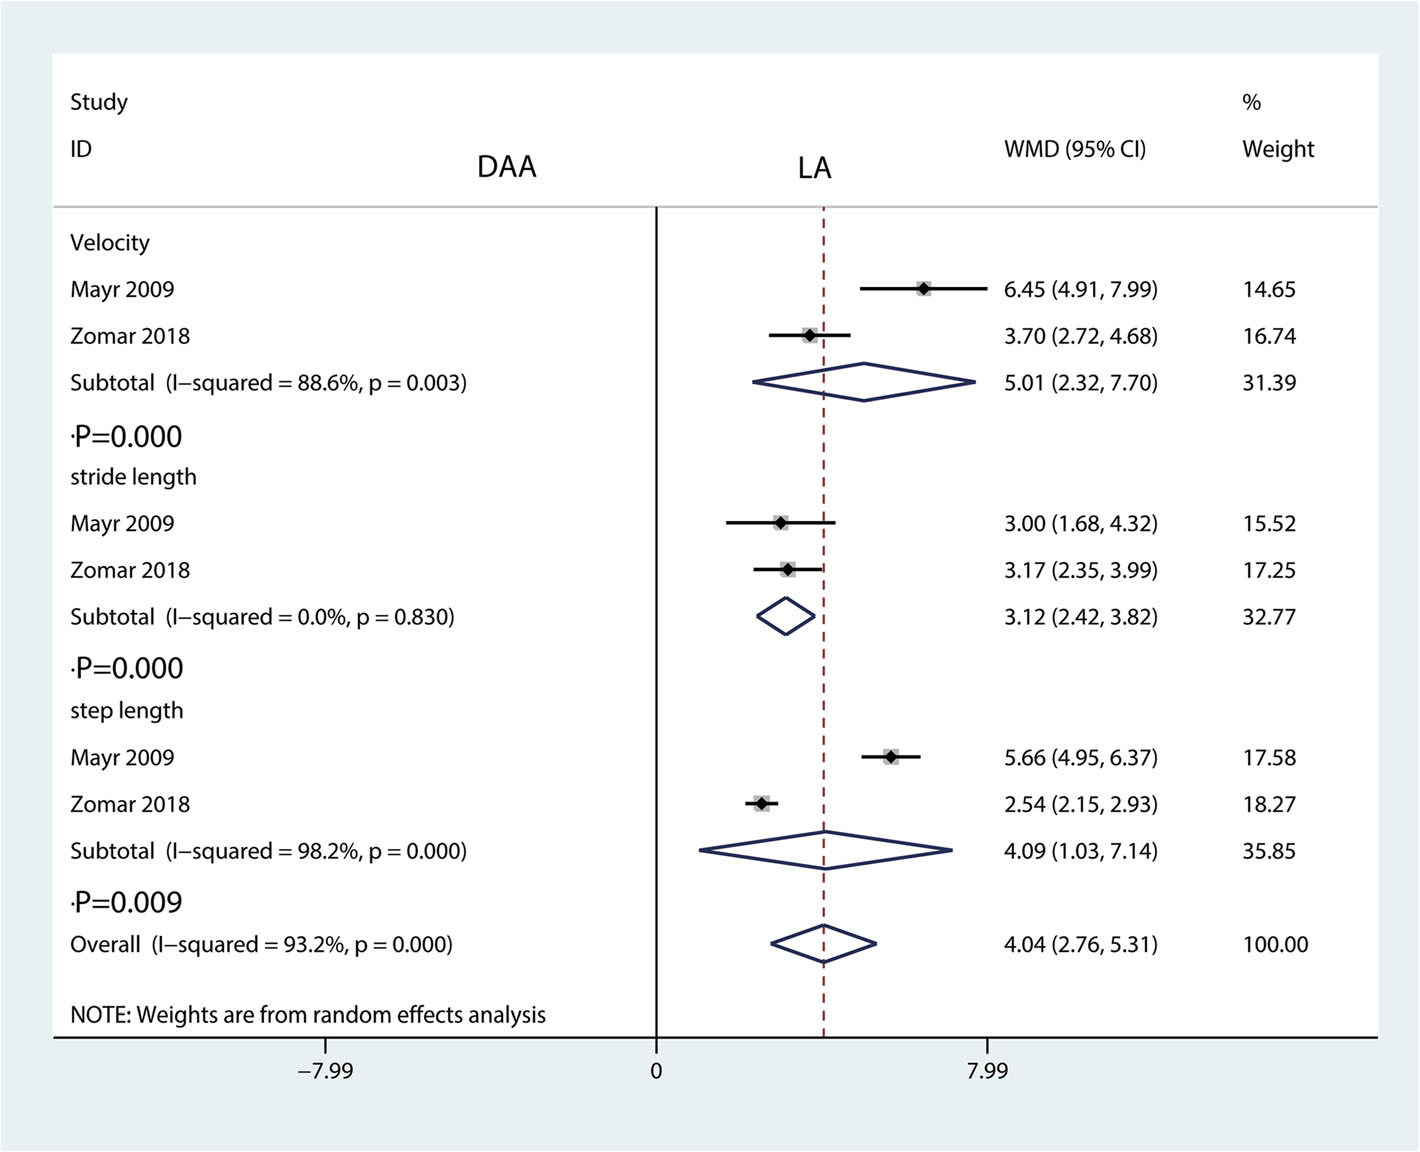 Study %
ID WMD (95% CI) Weight
DAA LA
Velocity
Mayr 2009 6.45 (4.91, 7.99) 14.65
Zomar 2018 3.70 (2.72, 4.68) 16.74
Subtotal (I−squared = 88.6%, p = 0.003) 5.01 (2.32, 7.70) 31.39
·P=0.000
stride length
Mayr 2009 3.00 (1.68, 4.32) 15.52
Zomar 2018 3.17 (2.35, 3.99) 17.25
Subtotal (I−squared = 0.0%, p = 0.830) 3.12 (2.42, 3.82) 32.77
·P=0.000
step length
Mayr 2009 5.66 (4.95, 6.37) 17.58
Zomar 2018 2.54 (2.15, 2.93) 18.27
Subtotal (I−squared = 98.2%, p = 0.000) 4.09 (1.03, 7.14) 35.85
·P=0.009
Overall (I−squared = 93.2%, p = 0.000) 4.04 (2.76, 5.31) 100.00
NOTE: Weights are from random effects analysis
−7.99 0 7.99